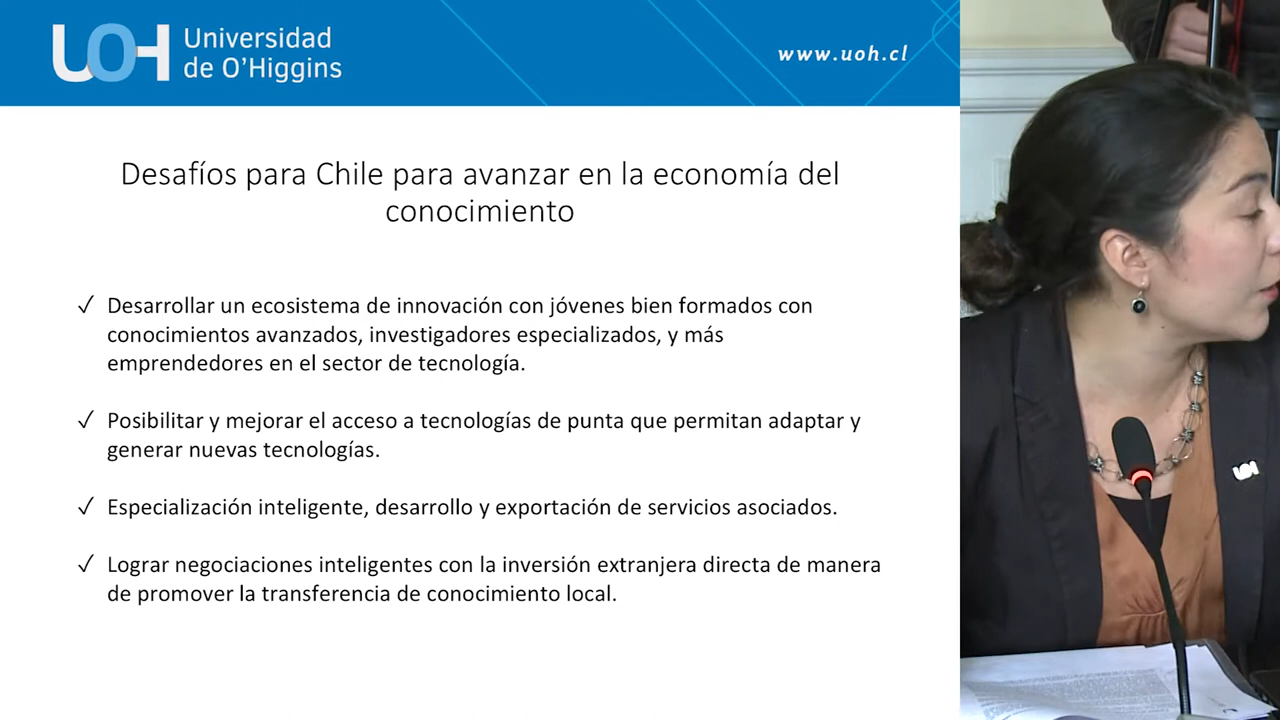 UOH Universidad
de O'Higgins
www.uoh.cl
Desafíos para Chile para avanzar en la economía del
conocimiento
✓ Desarrollar un ecosistema de innovación con jóvenes bien formados con
conocimientos avanzados, investigadores especializados, y más
emprendedores en el sector de tecnología.
✓ Posibilitar y mejorar el acceso a tecnologías de punta que permitan adaptar y
generar nuevas tecnologías.
✓ Especialización inteligente, desarrollo y exportación de servicios asociados.
✓ Lograr negociaciones inteligentes con la inversión extranjera directa de manera
de promover la transferencia de conocimiento local.
UOH